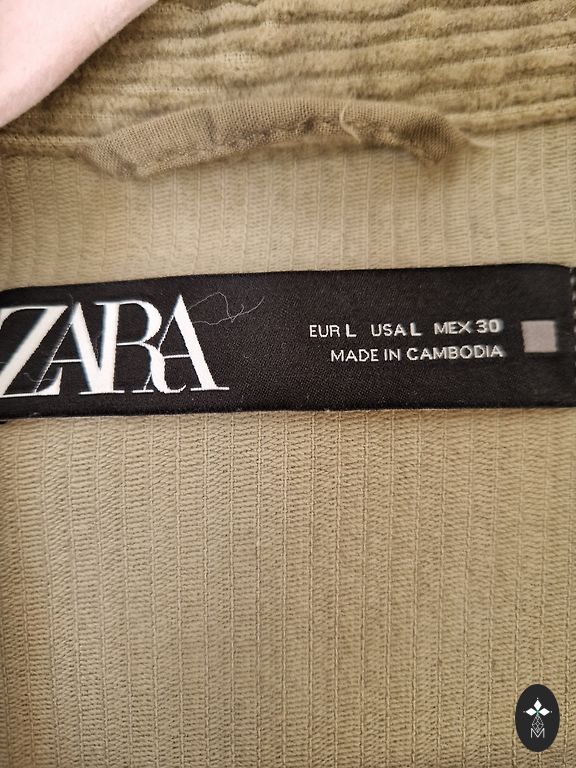 ZARA
EUR L USA L MEX 30
MADE IN CAMBODIA
M